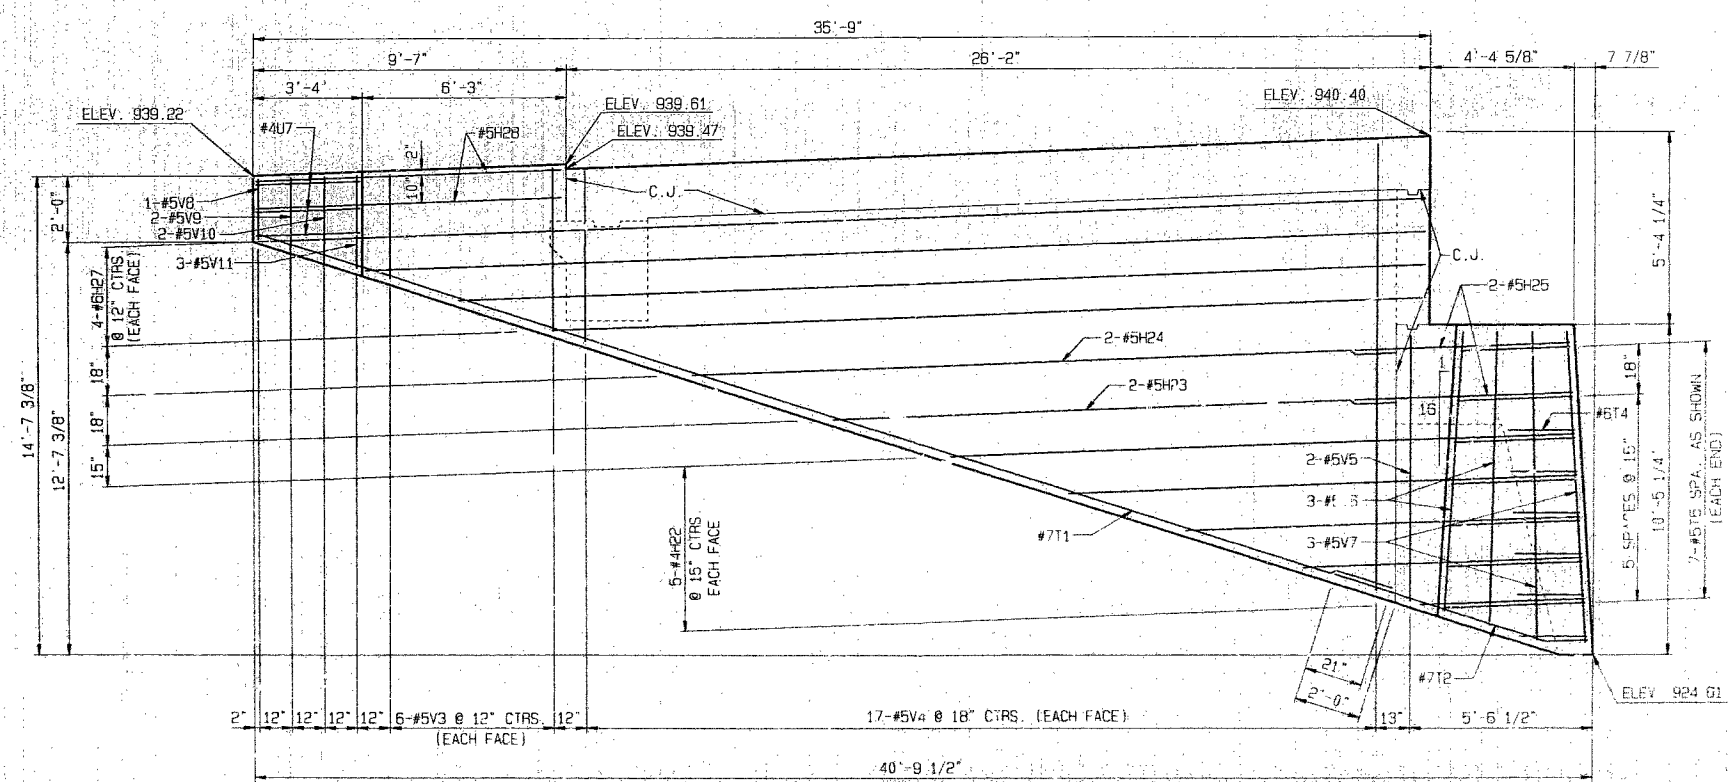 35'-9"
9'-7"
26'-2"
4'-4 5/8"
7 7/8"
3'-4"
6'-3"
ELEV. 939.22
ELEV. 939.61
ELEV. 940.40
#4U7
#5H28
ELEV. 939.47
2"
10"
C.J.
1-#5V8
2-#5V9
2-#5V10
3-#5V11
2'-0"
5'-4 1/4"
C.J.
2-#5H25
4-#6H27
@ 12" CTRS.
(EACH FACE)
2-#5H24
18"
18"
15"
2-#5H23
18"
#6T4
16
14'-7 3/8"
12'-7 3/8"
2-#5V5
3-#5V7
5 SPACES @ 15"
10'-5 1/4"
7-#5T5 SPA. AS SHOWN
(EACH END)
5-#4H22
@ 15" CTRS.
EACH FACE
#7T1
21"
2'-0"
#7T2
ELEV. 924.61
2"
12"
12"
12"
12"
6-#5V3 @ 12" CTRS.
(EACH FACE)
12"
17-#5V4 @ 18" CTRS. (EACH FACE)
13"
5'-6 1/2"
40'-9 1/2"